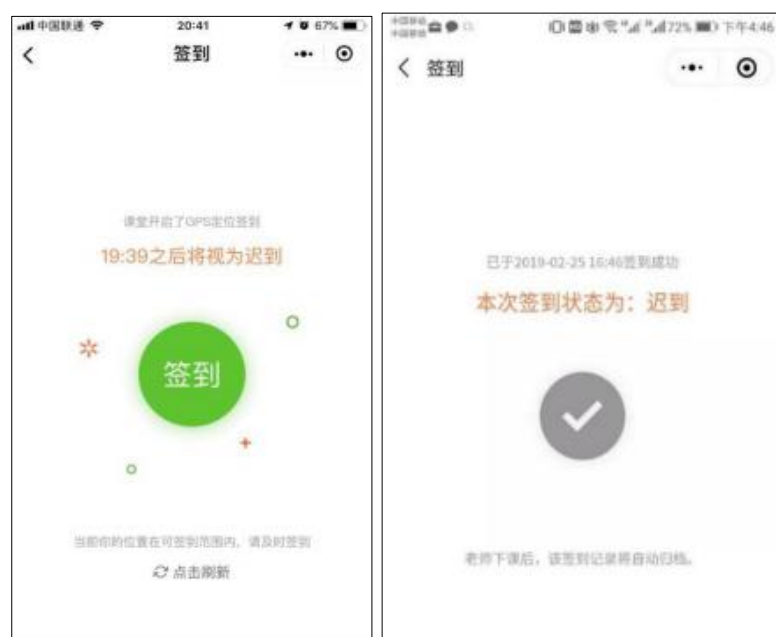 中国联通
20:41
67%
签到
课堂开启了GPS定位签到
19:39之后将视为迟到
签到
当前你的位置在可签到范围内，请及时签到
点击刷新
72%
下午4:46
签到
已于2019-02-25 16:46签到成功
本次签到状态为：迟到
老师下课后，该签到记录将自动归档。